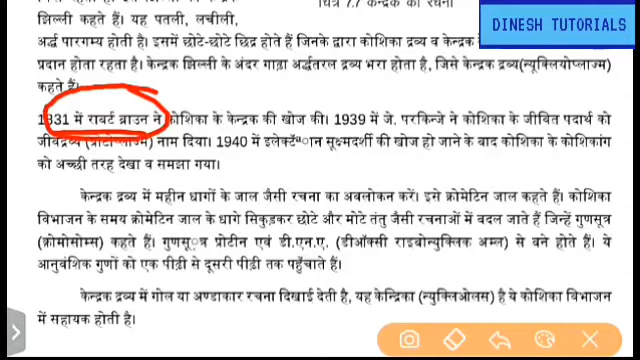 चित्र 7.7 केन्द्रक की रचना
DINESH TUTORIALS
झिल्ली कहते हैं। यह पतली, लचीली,
अर्द्ध पारगम्य होती है। इसमें छोटे-छोटे छिद्र होते हैं जिनके द्वारा कोशिका द्रव्य व केन्द्रक के
प्रदान होता रहता है। केन्द्रक झिल्ली के अंदर गाढ़ा अर्द्धतरल द्रव्य भरा होता है, जिसे केन्द्रक द्रव्य(न्यूक्लियोप्लाज्म)
कहते हैं।
1831 में राबर्ट ब्राउन ने कोशिका के केन्द्रक की खोज की। 1939 में जे. परकिन्जे ने कोशिका के जीवित पदार्थ को
जीवद्रव्य (प्रोटोप्लाज्म) नाम दिया। 1940 में इलेक्ट्रॅान सूक्ष्मदर्शी की खोज हो जाने के बाद कोशिका के कोशिकांग
को अच्छी तरह देखा व समझा गया।
केन्द्रक द्रव्य में महीन धागों के जाल जैसी रचना का अवलोकन करें। इसे क्रोमेटिन जाल कहते हैं। कोशिका
विभाजन के समय क्रोमेटिन जाल के धागे सिकुड़कर छोटे और मोटे तंतु जैसी रचनाओं में बदल जाते हैं जिन्हें गुणसूत्र
(क्रोमोसोम्स) कहते हैं। गुणसूत्र प्रोटीन एवं डी.एन.ए. (डीऑक्सी राइबोन्युक्लिक अम्ल) से बने होते हैं। ये
आनुवंशिक गुणों को एक पीढ़ी से दूसरी पीढ़ी तक पहुँचाते हैं।
केन्द्रक द्रव्य में गोल या अण्डाकार रचना दिखाई देती है, यह केन्द्रिका (न्युक्लिओलस) है ये कोशिका विभाजन
में सहायक होती है।